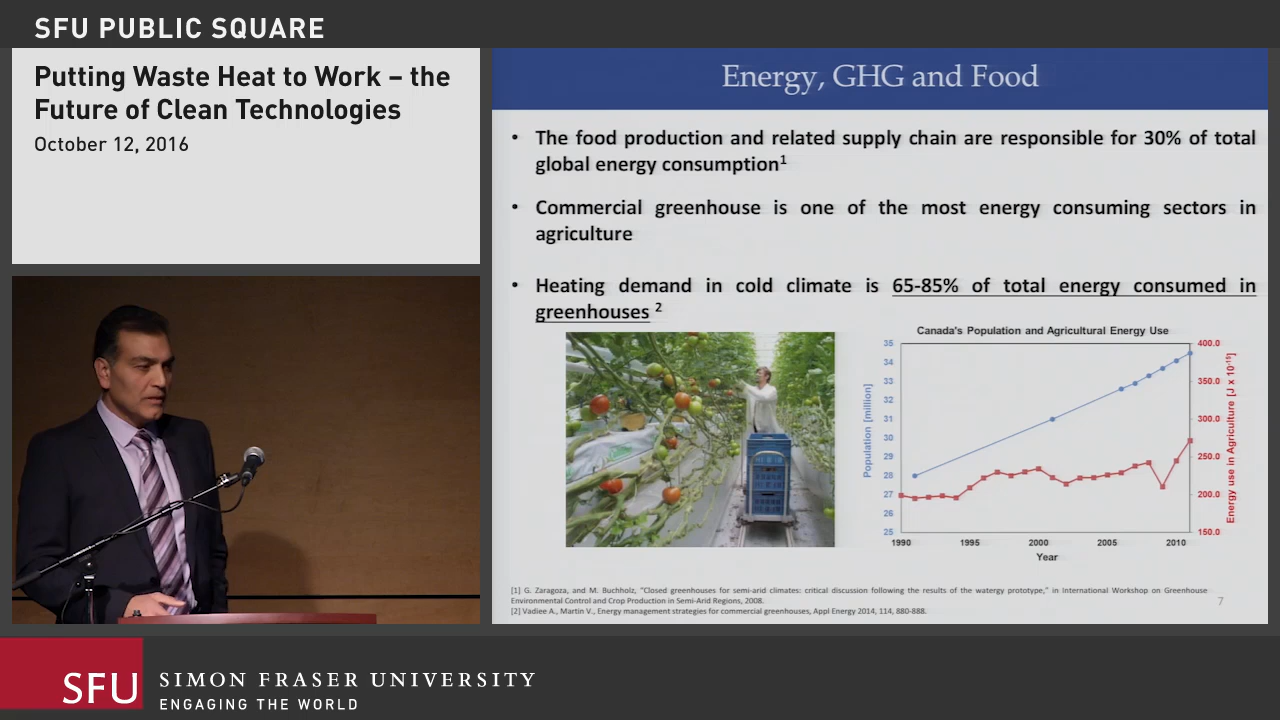 SFU PUBLIC SQUARE
Putting Waste Heat to Work – the
Future of Clean Technologies
October 12, 2016
Energy, GHG and Food
• The food production and related supply chain are responsible for 30% of total
global energy consumption1
• Commercial greenhouse is one of the most energy consuming sectors in
agriculture
• Heating demand in cold climate is 65-85% of total energy consumed in
greenhouses 2
Canada's Population and Agricultural Energy Use
Population [million]
35
34
33
32
31
30
29
28
27
26
25
400.0
350.0
300.0
250.0
200.0
150.0
Energy use in Agriculture [J x 10^15]
1990 1995 2000 2005 2010
Year
[1] G. Zaragoza, and M. Buchholz, "Closed greenhouses for semi-arid climates: critical discussion following the results of the watergy prototype," in International Workshop on Greenhouse
Environmental Control and Crop Production in Semi-Arid Regions, 2008.
[2] Vadiee A., Martin V., Energy management strategies for commercial greenhouses, Appl Energy 2014, 114, 880-888.
7
SFU
SIMON FRASER UNIVERSITY
ENGAGING THE WORLD